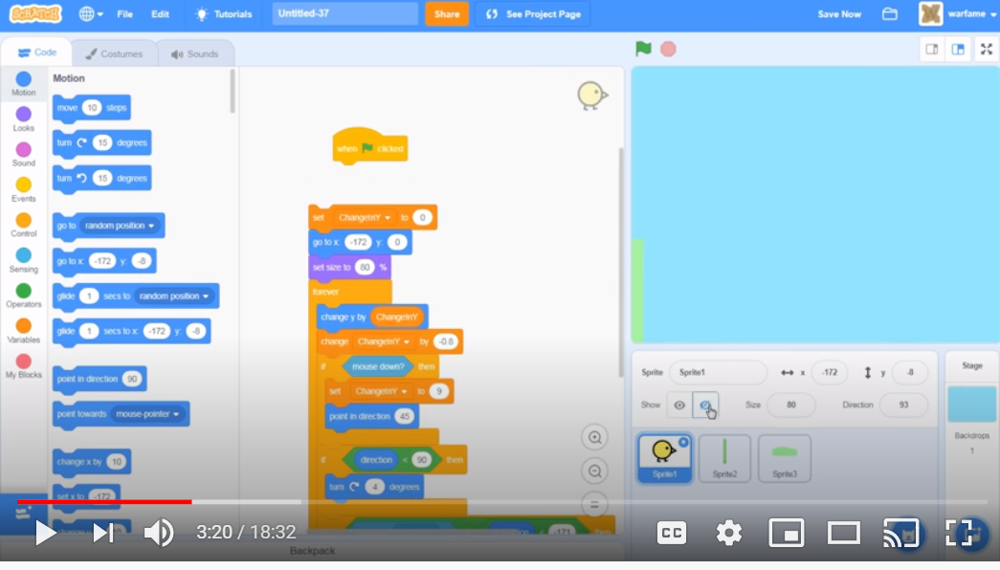 SCRATCH File Edit Tutorials Untitled-37 Share See Project Page Save Now warfame
Code Costumes Sounds
Motion
Looks
Sound
Events
Control
Sensing
Operators
Variables
My Blocks
Motion
move 10 steps
turn 15 degrees
turn 15 degrees
go to random position
go to x: -172 y: -8
glide 1 secs to random position
glide 1 secs to x: -172 y: -8
point in direction 90
point towards mouse-pointer
change x by 10
set x to -172
when clicked
set ChangeInY to 0
go to x: -172 y: 0
set size to 80 %
forever
change y by ChangeInY
change ChangeInY by -0.8
if mouse down? then
set ChangeInY to 9
point in direction 45
if direction < 90 then
turn 4 degrees
< -171 then
Sprite Sprite1 x -172 y -8
Show Size 80 Direction 93
Sprite1 Sprite2 Sprite3
Stage
Backdrops
1
3:20 / 18:32
CC
Backpack